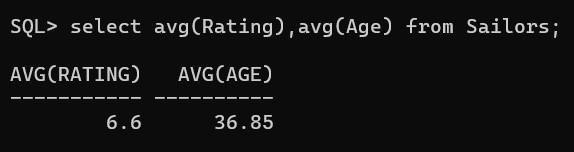 SQL> select avg(Rating),avg(Age) from Sailors;
AVG(RATING)   AVG(AGE)
----------- ----------
        6.6      36.85